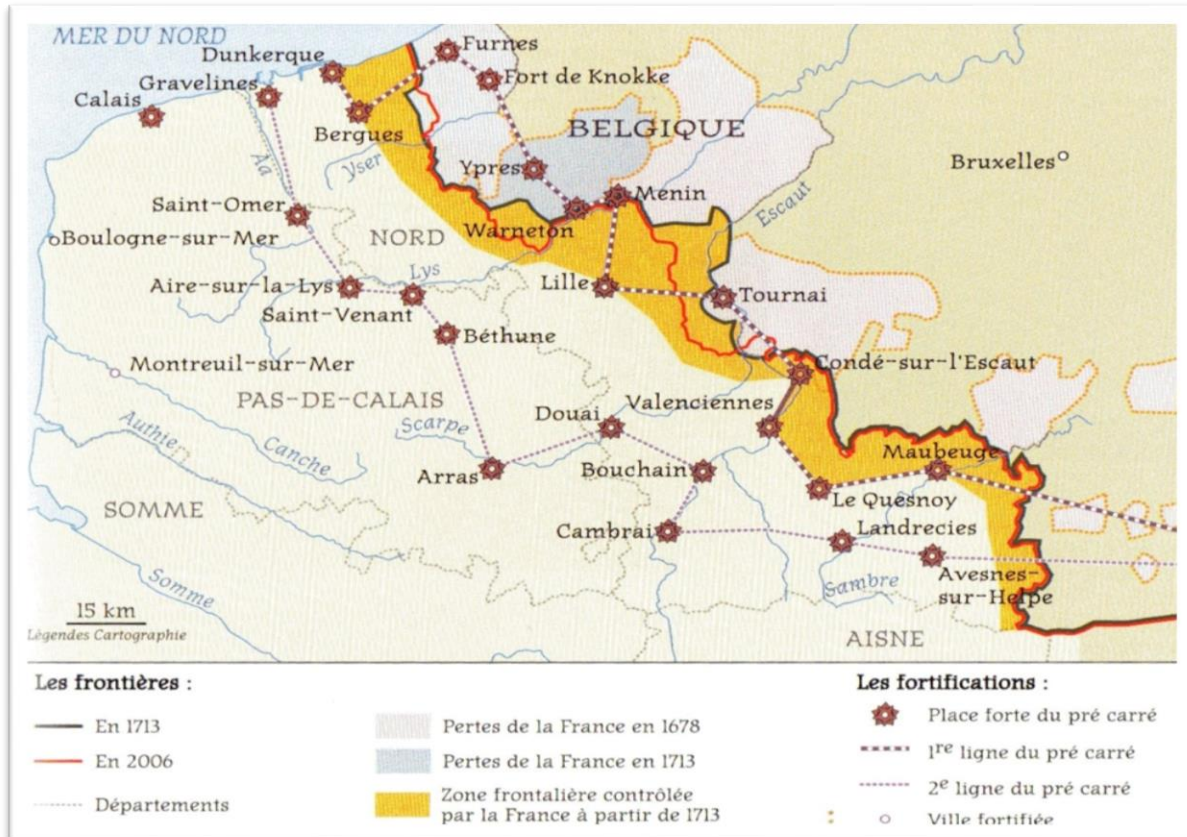 MER DU NORD
Dunkerque
Furnes
Gravelines
Fort de Knokke
Calais
Bergues
BELGIQUE
Yser
Ypres
Bruxelles
Aa
Menin
Escaut
Saint-Omer
Warneton
Boulogne-sur-Mer
NORD
Lys
Aire-sur-la-Lys
Lille
Tournai
Saint-Venant
Béthune
Montreuil-sur-Mer
Condé-sur-l'Escaut
PAS-DE-CALAIS
Douai
Valenciennes
Authie
Scarpe
Canche
Arras
Bouchain
Maubeuge
Le Quesnoy
SOMME
Cambrai
Landrecies
Somme
Sambre
Avesnes-
sur-Helpe
15 km
Légendes Cartographie
AISNE
Les frontières :
En 1713
En 2006
Départements
Pertes de la France en 1678
Pertes de la France en 1713
Zone frontalière contrôlée
par la France à partir de 1713
Les fortifications :
Place forte du pré carré
1re ligne du pré carré
2e ligne du pré carré
Ville fortifiée